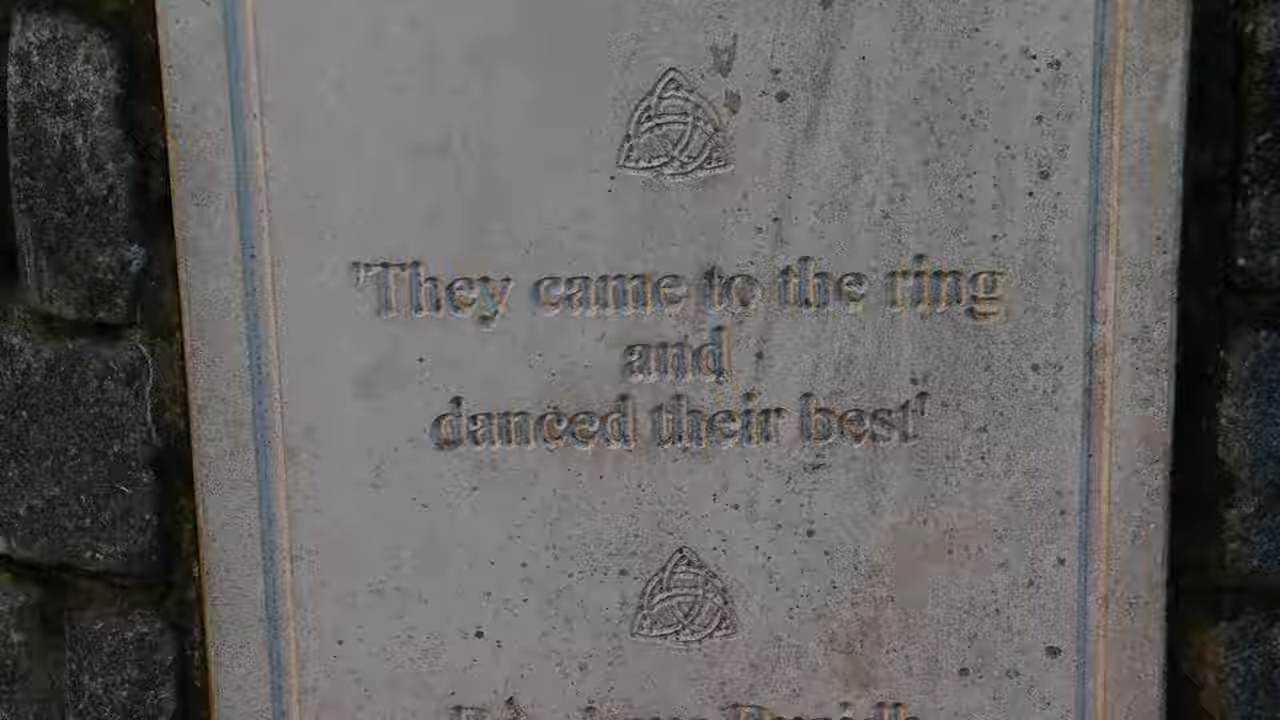 'They came to the ring
and
danced their best'